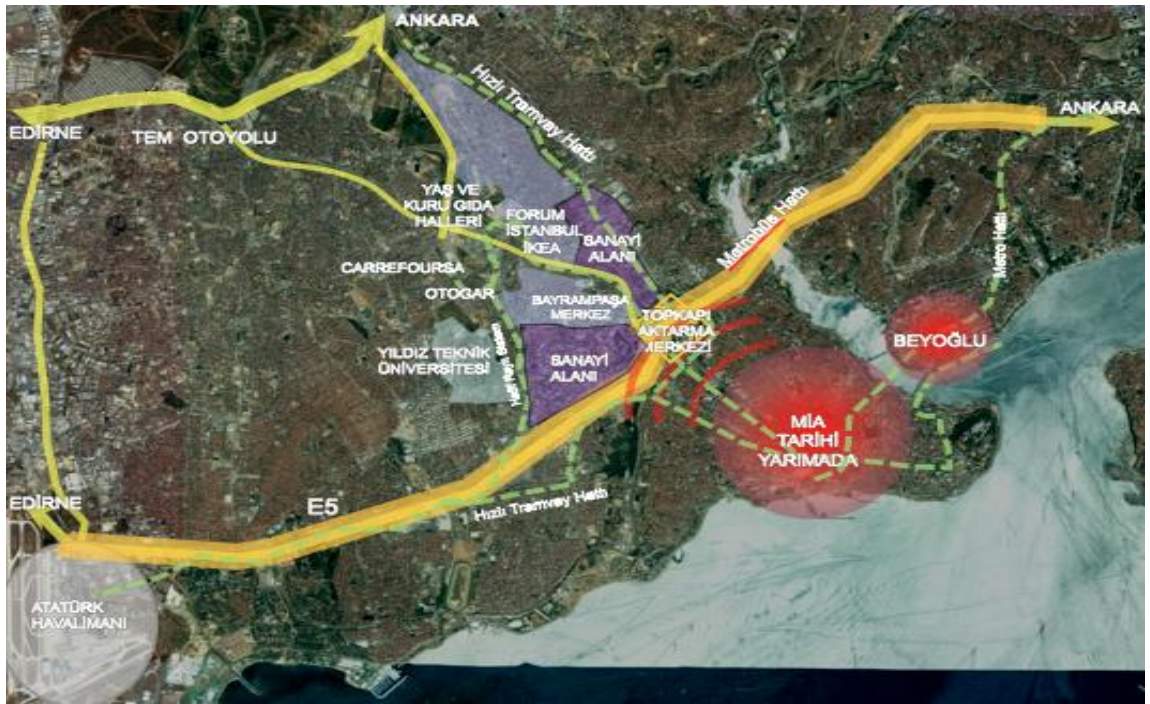 ANKARA
Hızlı Tramvay Hattı
EDİRNE
TEM OTOYOLU
ANKARA
YAŞ VE
KURU GIDA
HALLERİ
FORUM
İSTANBUL
İKEA
SANAYİ
ALANI
Metrobüs Hattı
Metro Hattı
CARREFOURSA
OTOGAR
BAYRAMPAŞA
MERKEZ
TOPKAPI
AKTARMA
MERKEZİ
BEYOĞLU
YILDIZ TEKNİK
ÜNİVERSİTESİ
SANAYİ
ALANI
MİA
TARİHİ
YARIMADA
EDİRNE
E5
Hızlı Tramvay Hattı
ATATÜRK
HAVALİMANI